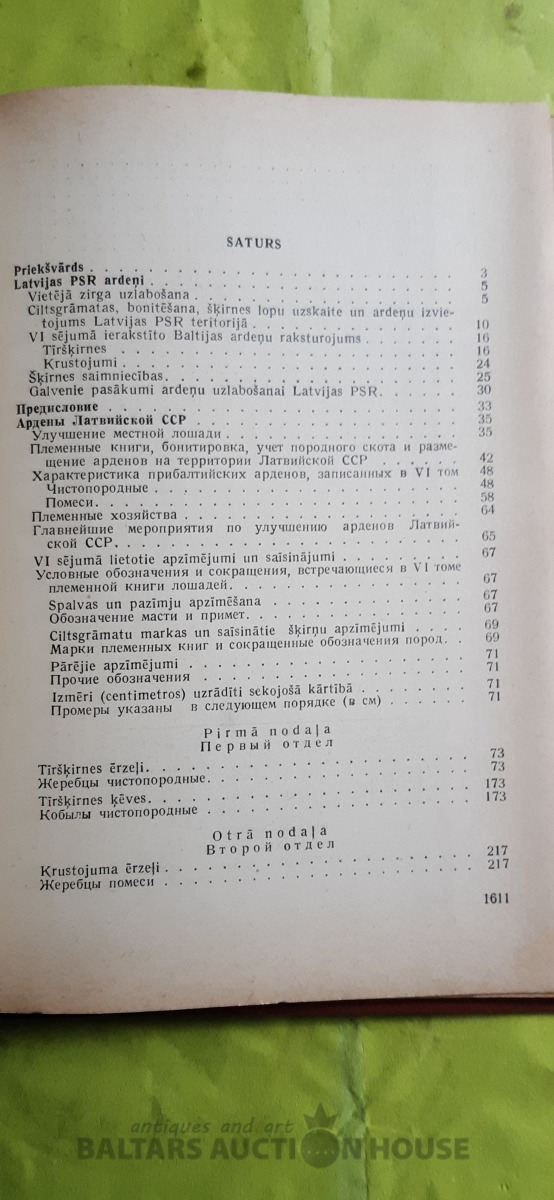 SATURS
Priekšvārds . . . . . . . . . . . . . . . . . . . . . 3
Latvijas PSR ardeņi . . . . . . . . . . . . . . . . . . 5
Vietējā zirga uzlabošana . . . . . . . . . . . . . . . 5
Ciltsgrāmatas, bonitēšana, šķirnes lopu uzskaite un ardeņu izvie-
tojums Latvijas PSR teritorijā . . . . . . . . . . . . 10
VI sējumā ierakstīto Baltijas ardeņu raksturojums . . . . 16
Tīršķirnes . . . . . . . . . . . . . . . . . . . . 16
Krustojumi . . . . . . . . . . . . . . . . . . . . 24
Šķirnes saimniecības . . . . . . . . . . . . . . . . . 25
Galvenie pasākumi ardeņu uzlabošanai Latvijas PSR . . . . 30
Предисловие . . . . . . . . . . . . . . . . . . . . . 33
Ардены Латвийской ССР . . . . . . . . . . . . . . . . . 35
Улучшение местной лошади . . . . . . . . . . . . . . . 35
Племенные книги, бонитировка, учет породного скота и разме-
щение арденов на территории Латвийской ССР . . . . . . 42
Характеристика прибалтийских арденов, записанных в VI том 48
Чистопородные . . . . . . . . . . . . . . . . . . 48
Помеси . . . . . . . . . . . . . . . . . . . . . . 58
Племенные хозяйства . . . . . . . . . . . . . . . . . 64
Главнейшие мероприятия по улучшению арденов Латвий-
ской ССР . . . . . . . . . . . . . . . . . . . . . 65
VI sējumā lietotie apzīmējumi un saīsinājumi . . . . . . . 67
Условные обозначения и сокращения, встречающиеся в VI томе
племенной книги лошадей . . . . . . . . . . . . . . 67
Spalvas un pazīmju apzīmēšana . . . . . . . . . . . . 67
Обозначение масти и примет . . . . . . . . . . . . . . 67
Ciltsgrāmatu markas un saīsinātie šķirņu apzīmējumi . . . . 69
Марки племенных книг и сокращенные обозначения пород . . 69
Pārējie apzīmējumi . . . . . . . . . . . . . . . . . . 71
Прочие обозначения . . . . . . . . . . . . . . . . . . 71
Izmēri (centimetros) uzrādīti sekojošā kārtībā . . . . . . . 71
Промеры указаны в следующем порядке (в см) . . . . . . 71
Pirmā nodaļa
Первый отдел
Tīršķirnes ērzeļi . . . . . . . . . . . . . . . . . . . 73
Жеребцы чистопородные . . . . . . . . . . . . . . . . . 73
Tīršķirnes ķēves . . . . . . . . . . . . . . . . . . . 173
Кобылы чистопородные . . . . . . . . . . . . . . . . . 173
Otrā nodaļa
Второй отдел
Krustojuma ērzeļi . . . . . . . . . . . . . . . . . . . 217
Жеребцы помеси . . . . . . . . . . . . . . . . . . . . 217
1611
antiques and art
BALTARS AUCTION HOUSE